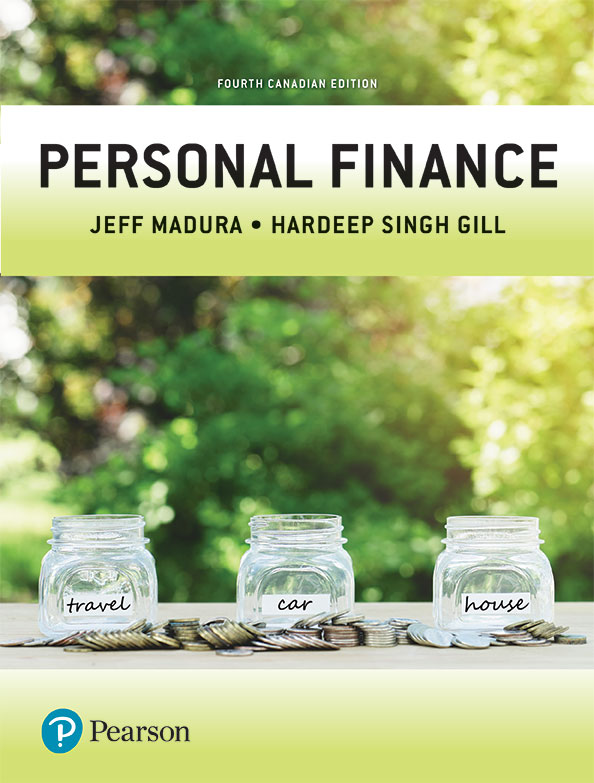 FOURTH CANADIAN EDITION
PERSONAL FINANCE
JEFF MADURA • HARDEEP SINGH GILL
travel
car
house
P Pearson